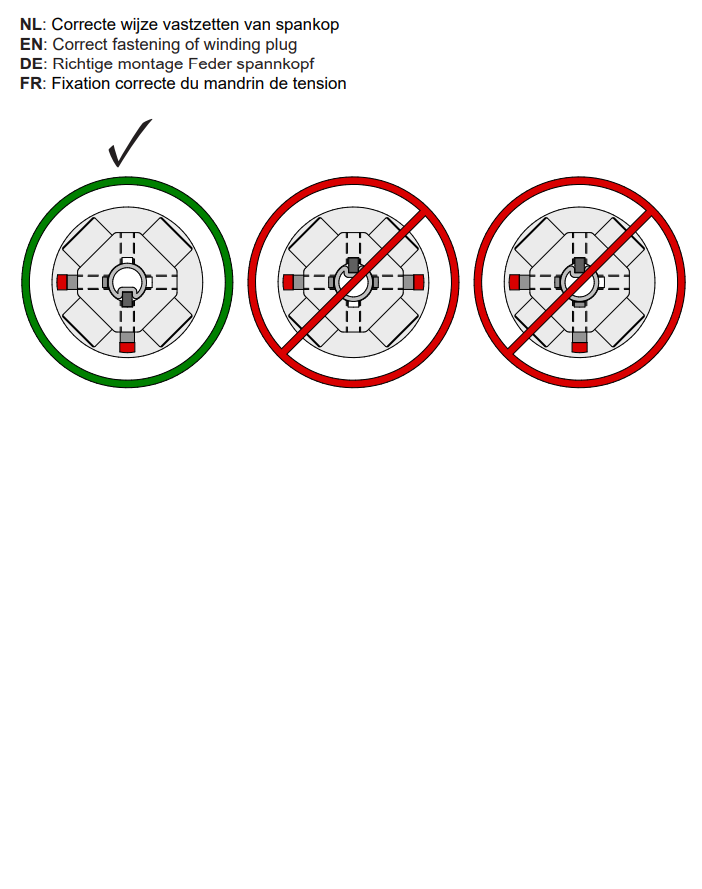 NL: Correcte wijze vastzetten van spankop
EN: Correct fastening of winding plug
DE: Richtige montage Feder spannkopf
FR: Fixation correcte du mandrin de tension